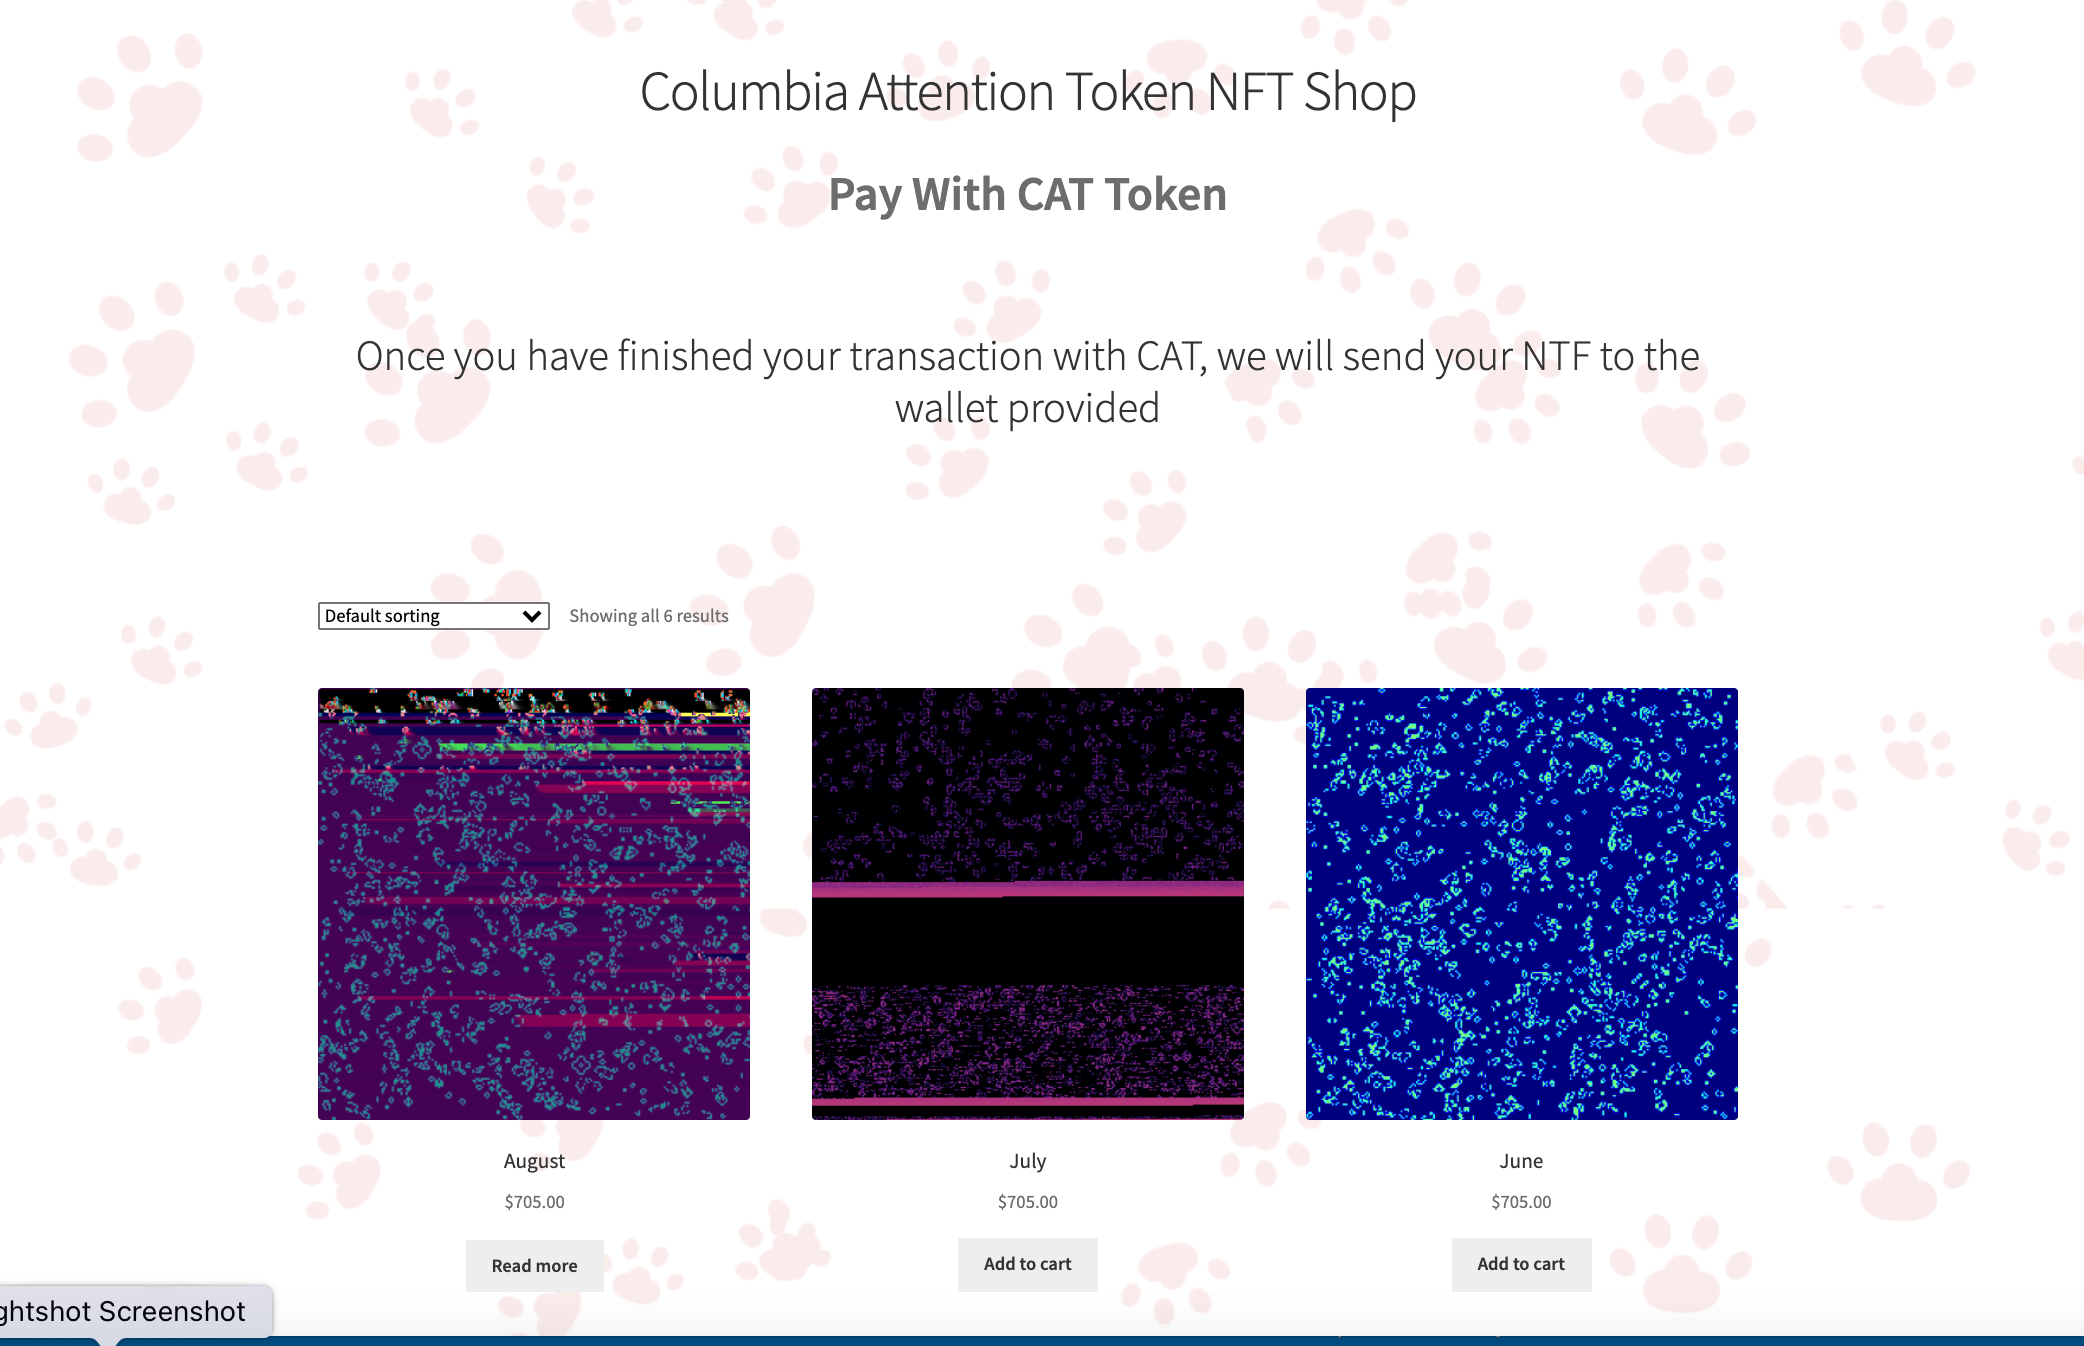 Columbia Attention Token NFT Shop
Pay With CAT Token
Once you have finished your transaction with CAT, we will send your NTF to the
wallet provided
Default sorting
Showing all 6 results
August
$705.00
Read more
July
$705.00
Add to cart
June
$705.00
Add to cart
ghtshot Screenshot